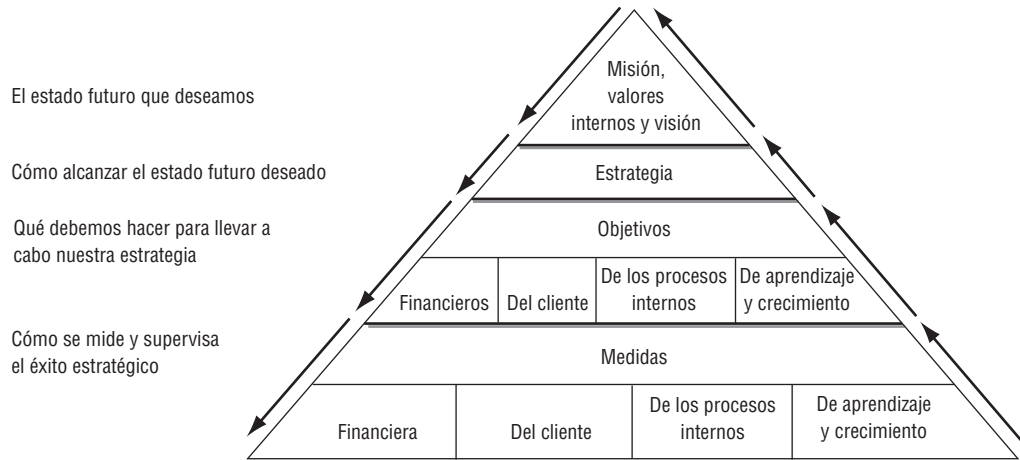 El estado futuro que deseamos
Misión,
valores
internos y visión
Cómo alcanzar el estado futuro deseado
Estrategia
Qué debemos hacer para llevar a
cabo nuestra estrategia
Objetivos
Financieros
Del cliente
De los procesos
internos
De aprendizaje
y crecimiento
Cómo se mide y supervisa
el éxito estratégico
Medidas
Financiera
Del cliente
De los procesos
internos
De aprendizaje
y crecimiento